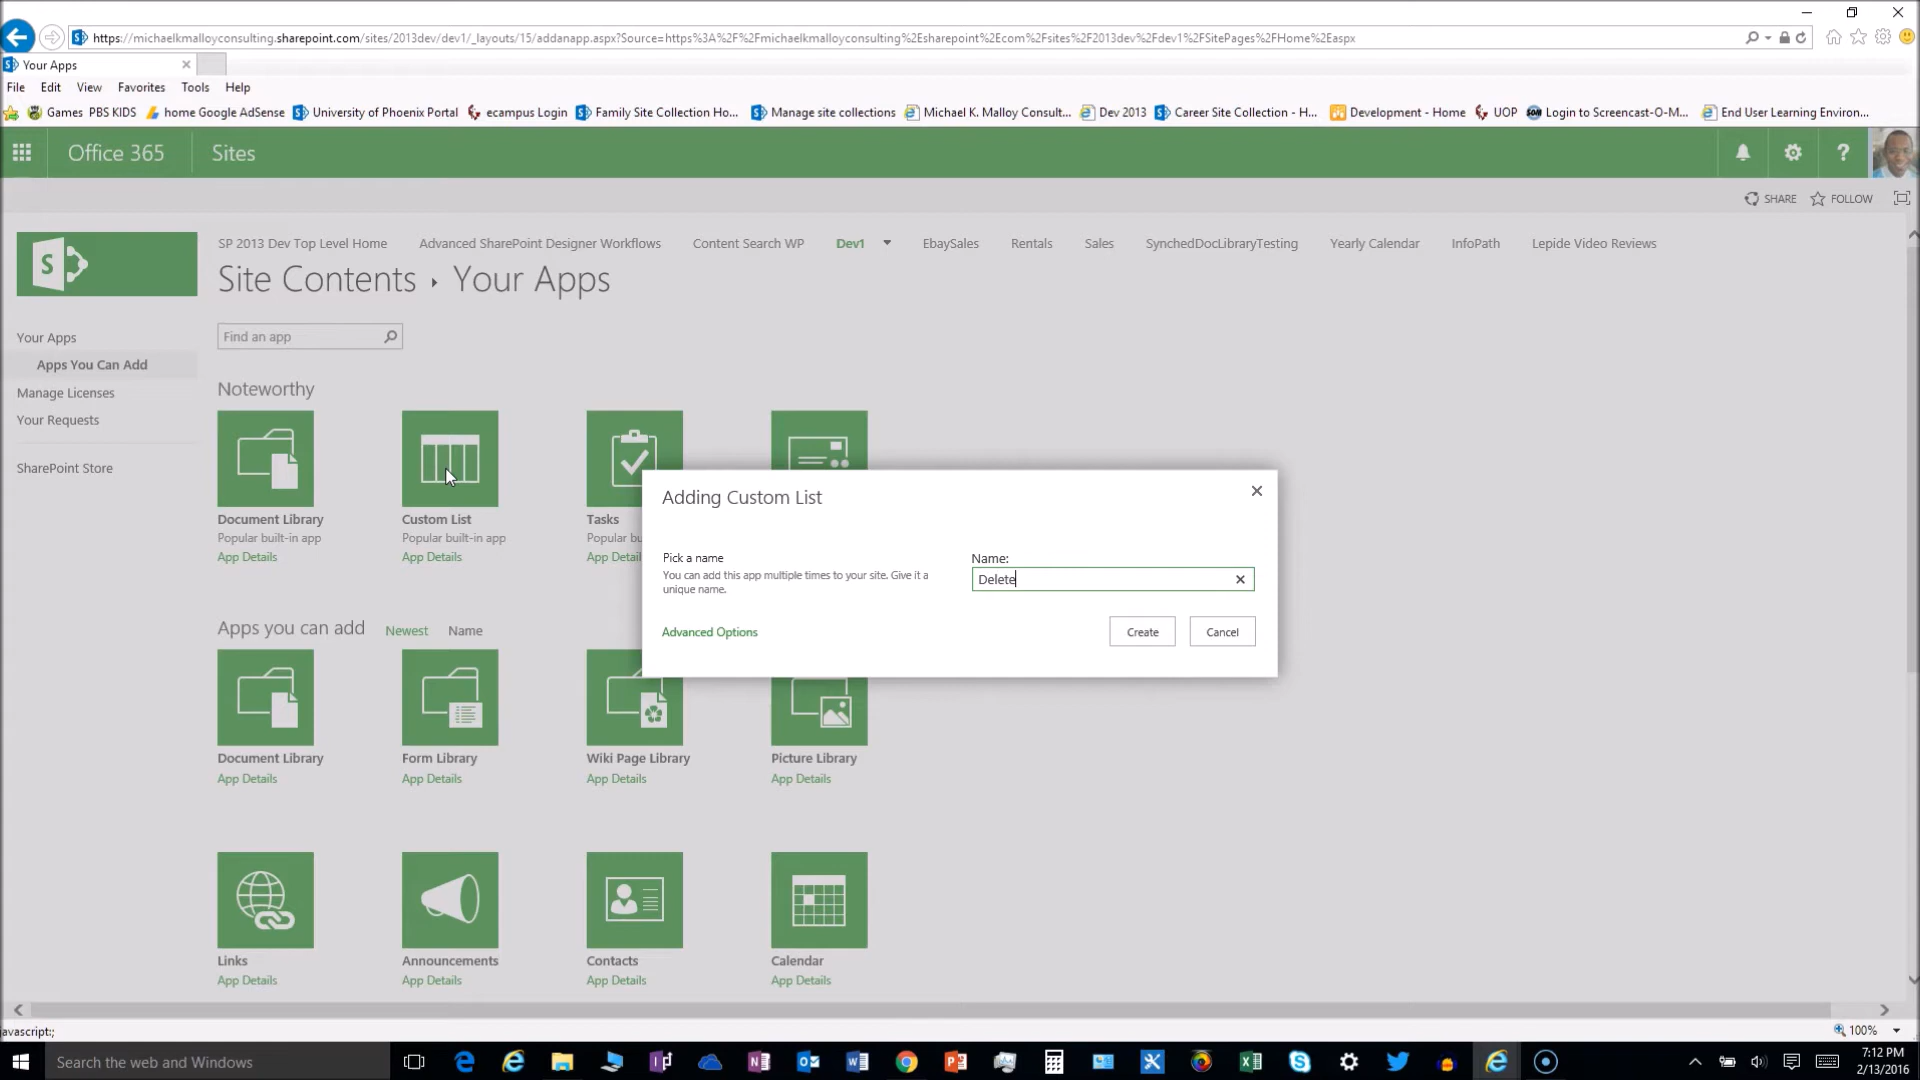 https://michaelkmalloyconsulting.sharepoint.com/sites/2013dev/dev1/_layouts/15/addanapp.aspx?Source=https%3A%2F%2Fmichaelkmalloyconsulting%2Esharepoint%2Ecom%2Fsites%2F2013dev%2Fdev1%2FSitePages%2FHome%2Easpx
Your Apps
File Edit View Favorites Tools Help
Games PBS KIDS home Google AdSense University of Phoenix Portal ecampus Login Family Site Collection Ho... Manage site collections Michael K. Malloy Consult... Dev 2013 Career Site Collection - H... Development - Home UOP Login to Screencast-O-M... End User Learning Environ...
Office 365 Sites ?
SHARE FOLLOW
SP 2013 Dev Top Level Home Advanced SharePoint Designer Workflows Content Search WP Dev1 EbaySales Rentals Sales SynchedDocLibraryTesting Yearly Calendar InfoPath Lepide Video Reviews
Site Contents ▸ Your Apps
Find an app
Your Apps
Apps You Can Add
Manage Licenses
Your Requests
SharePoint Store
Noteworthy
Document Library Custom List Tasks
Popular built-in app Popular built-in app Popular bu
App Details App Details App Detail
Adding Custom List
Pick a name
You can add this app multiple times to your site. Give it a
unique name.
Name:
Delete
Advanced Options
Create Cancel
Apps you can add Newest Name
Document Library Form Library Wiki Page Library Picture Library
App Details App Details App Details App Details
Links Announcements Contacts Calendar
App Details App Details App Details App Details
javascript:;
100%
Search the web and Windows
7:12 PM
2/13/2016